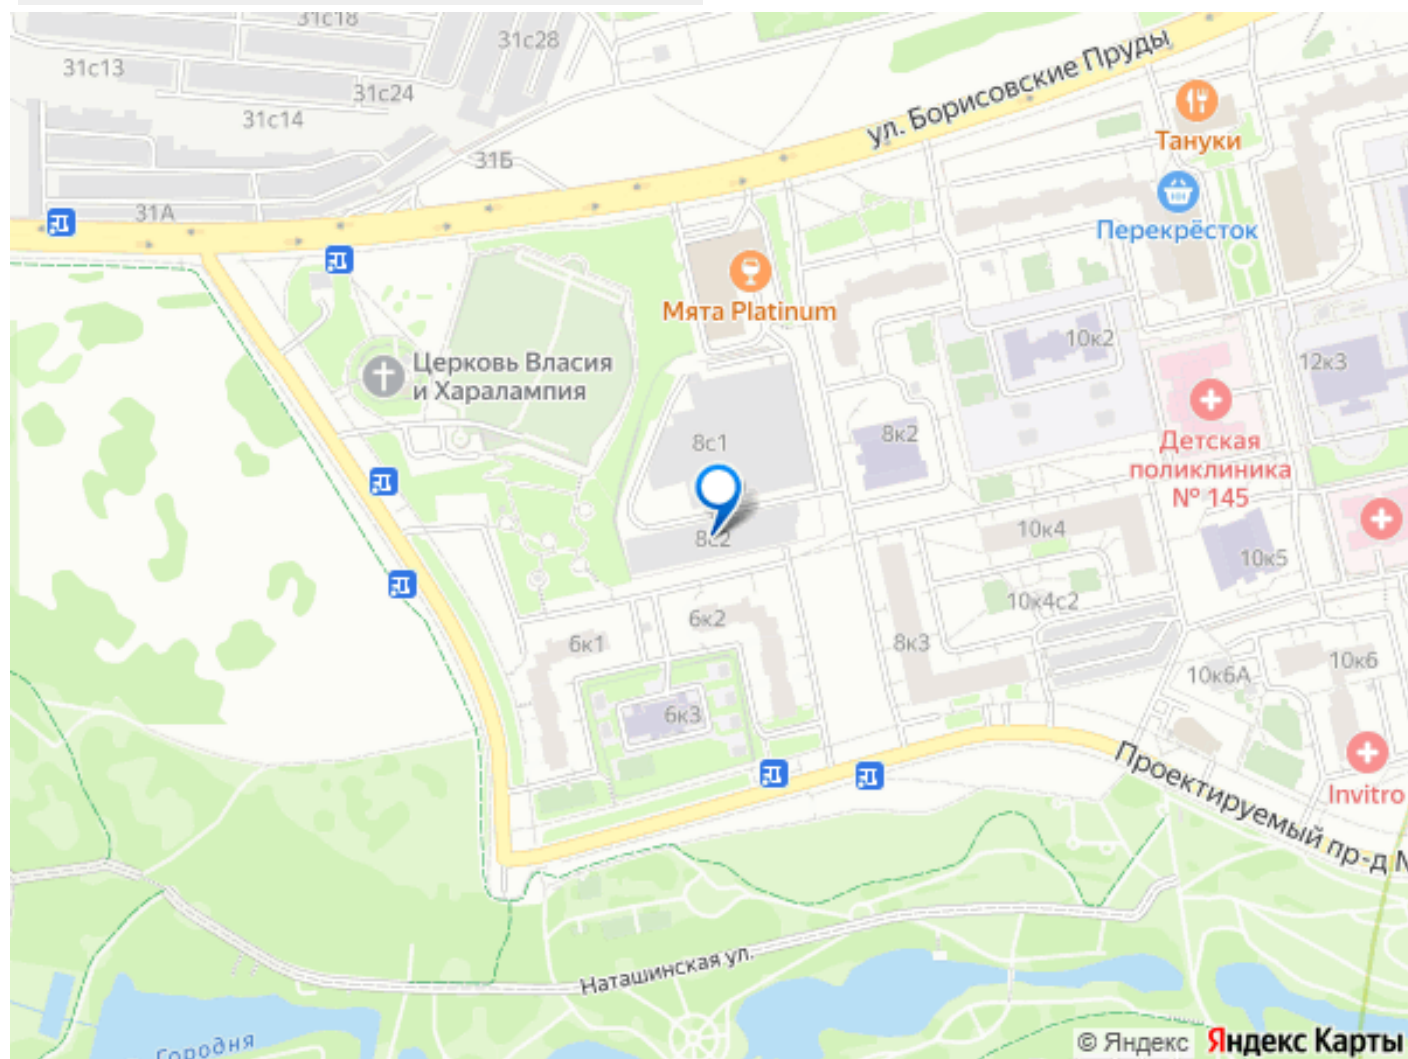 31с18
31с28
31с13
31с24
31с14
ул. Борисовские Пруды
Тануки
31Б
31А
Перекрёсток
Мята Platinum
10к2
12к3
Церковь Власия
и Харалампия
8с1
8к2
Детская
поликлиника
№ 145
8с2
10к4
10к5
10к4с2
6к2
6к1
8к3
10к6
10к6А
6к3
Проектируемый пр-д
Invitro
Наташинская ул.
Городня
© Яндекс Яндекс Карты